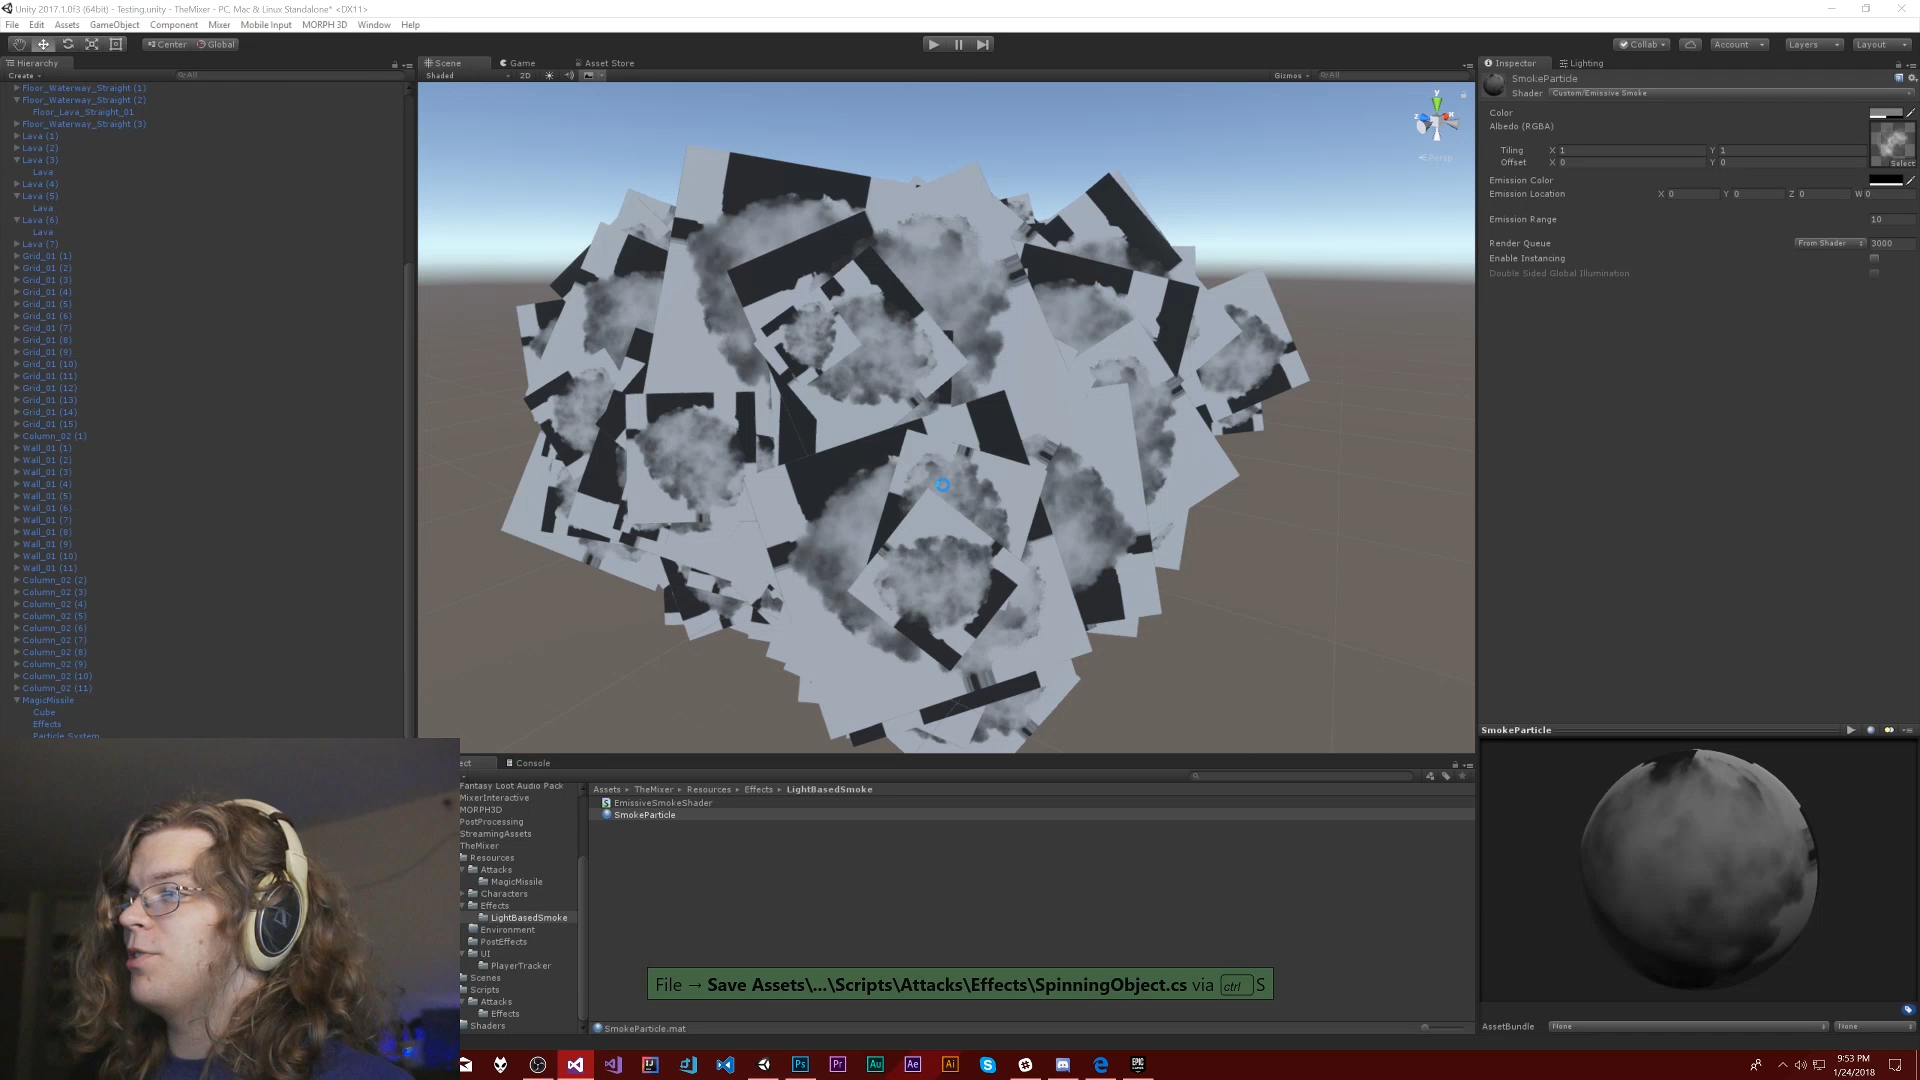 Unity 2017.1.0f3 (64bit) - Testing.unity - TheMixer - PC, Mac & Linux Standalone* <DX11>
File Edit Assets GameObject Component Mixer Mobile Input MORPH 3D Window Help
Center Global
Collab Account Layers Layout
Hierarchy
Create All
Floor_Waterway_Straight (1)
Floor_Waterway_Straight (2)
Floor_Lava_Straight_01
Floor_Waterway_Straight (3)
Lava (1)
Lava (2)
Lava (3)
Lava
Lava (4)
Lava (5)
Lava
Lava (6)
Lava
Lava (7)
Grid_01 (1)
Grid_01 (2)
Grid_01 (3)
Grid_01 (4)
Grid_01 (5)
Grid_01 (6)
Grid_01 (7)
Grid_01 (8)
Grid_01 (9)
Grid_01 (10)
Grid_01 (11)
Grid_01 (12)
Grid_01 (13)
Grid_01 (14)
Grid_01 (15)
Column_02 (1)
Wall_01 (1)
Wall_01 (2)
Wall_01 (3)
Wall_01 (4)
Wall_01 (5)
Wall_01 (6)
Wall_01 (7)
Wall_01 (8)
Wall_01 (9)
Wall_01 (10)
Wall_01 (11)
Column_02 (2)
Column_02 (3)
Column_02 (4)
Column_02 (5)
Column_02 (6)
Column_02 (7)
Column_02 (8)
Column_02 (9)
Column_02 (10)
Column_02 (11)
MagicMissile
Cube
Effects
Particle System
Scene Game Asset Store
Shaded 2D Gizmos All
y
x
z
Persp
Inspector Lighting
SmokeParticle
Shader Custom/Emissive Smoke
Color
Albedo (RGBA)
Tiling X 1 Y 1
Offset X 0 Y 0
Select
Emission Color
Emission Location X 0 Y 0 Z 0 W 0
Emission Range 10
Render Queue From Shader 3000
Enable Instancing
Double Sided Global Illumination
SmokeParticle
AssetBundle None None
ect Console
Fantasy Loot Audio Pack
MixerInteractive
MORPH3D
PostProcessing
StreamingAssets
TheMixer
Resources
Attacks
MagicMissile
Characters
Effects
LightBasedSmoke
Environment
PostEffects
UI
PlayerTracker
Scenes
Scripts
Attacks
Effects
Shaders
Assets TheMixer Resources Effects LightBasedSmoke
EmissiveSmokeShader
SmokeParticle
File → Save Assets\...\Scripts\Attacks\Effects\SpinningObject.cs via ctrl S
SmokeParticle.mat
Ps Pr Au Ae Ai
EPIC GAMES
9:53 PM
1/24/2018